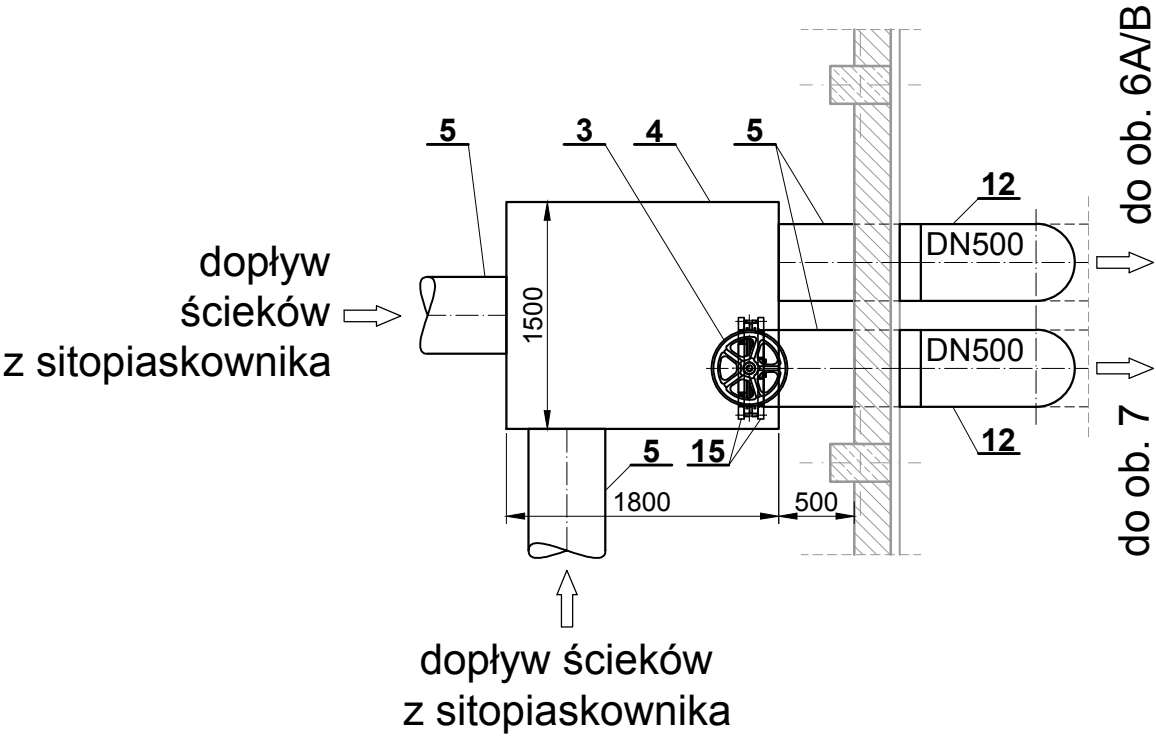 5
3
4
5
12
do ob. 6A/B
DN500
dopływ
ścieków
z sitopiaskownika
1500
DN500
12
do ob. 7
5
15
1800
500
dopływ ścieków
z sitopiaskownika